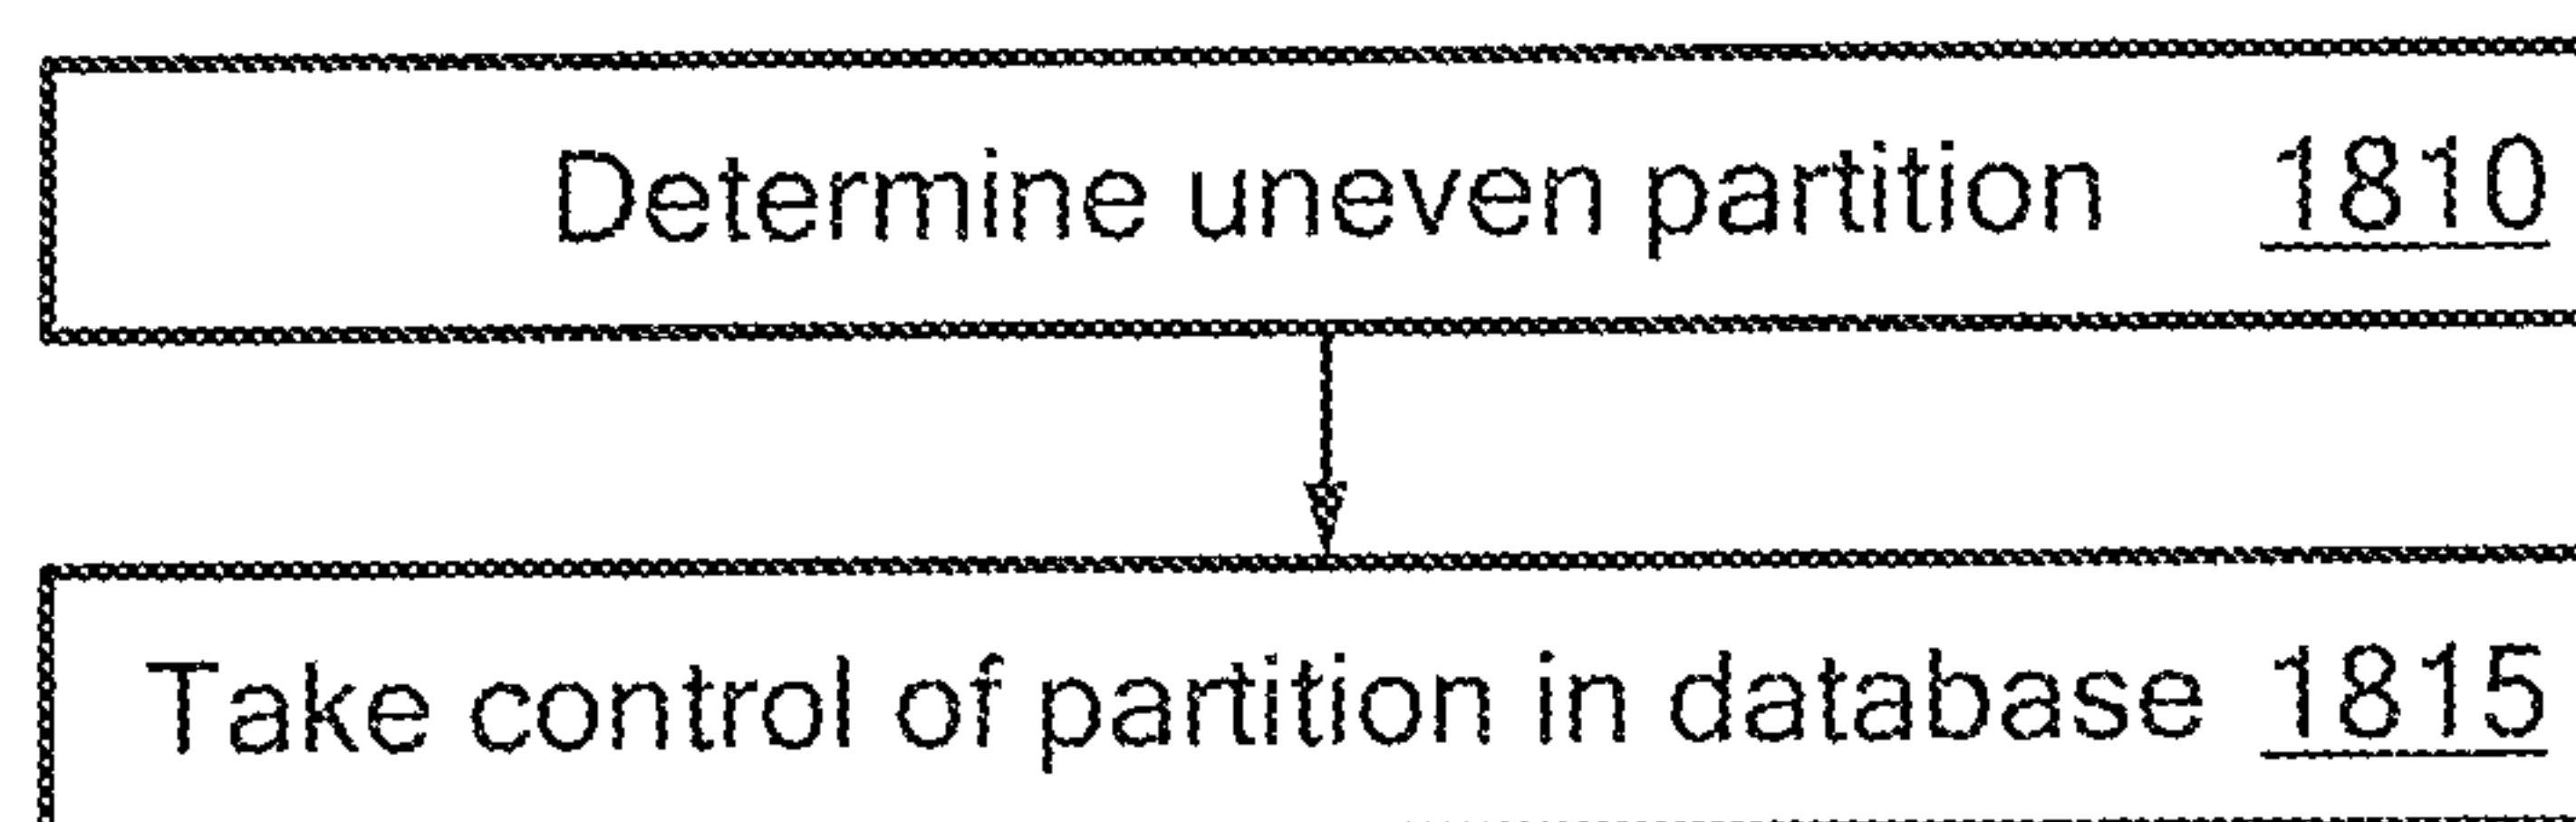 Determine uneven partition 1810
Take control of partition in database 1815